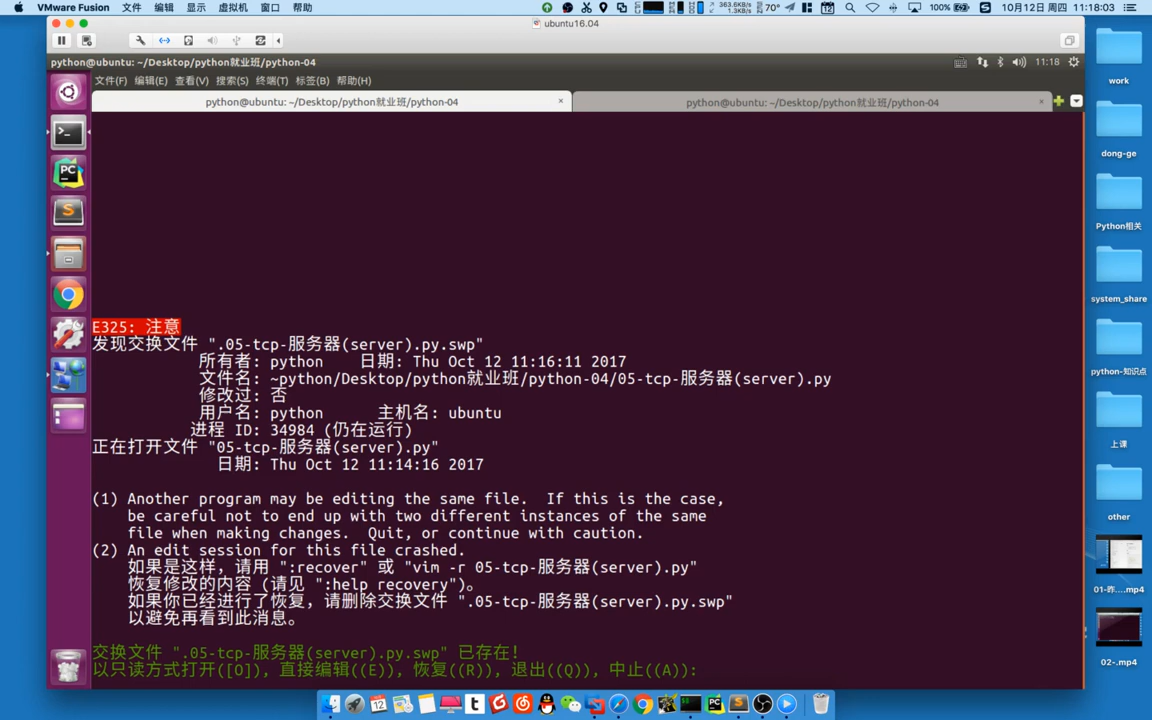 VMware Fusion 文件 编辑 显示 虚拟机 窗口 帮助 363.6KB/s 1.3KB/s 70° 100% 10月12日 周四 11:18:03
ubuntu16.04
python@ubuntu: ~/Desktop/python就业班/python-04 11:18
文件(F) 编辑(E) 查看(V) 搜索(S) 终端(T) 标签(B) 帮助(H)
python@ubuntu: ~/Desktop/python就业班/python-04 × python@ubuntu: ~/Desktop/python就业班/python-04 ×
E325: 注意
发现交换文件 ".05-tcp-服务器(server).py.swp"
所有者: python 日期: Thu Oct 12 11:16:11 2017
文件名: ~python/Desktop/python就业班/python-04/05-tcp-服务器(server).py
修改过: 否
用户名: python 主机名: ubuntu
进程 ID: 34984 (仍在运行)
正在打开文件 "05-tcp-服务器(server).py"
日期: Thu Oct 12 11:14:16 2017
(1) Another program may be editing the same file. If this is the case,
be careful not to end up with two different instances of the same
file when making changes. Quit, or continue with caution.
(2) An edit session for this file crashed.
如果是这样，请用 ":recover" 或 "vim -r 05-tcp-服务器(server).py"
恢复修改的内容 (请见 ":help recovery")。
如果你已经进行了恢复，请删除交换文件 ".05-tcp-服务器(server).py.swp"
以避免再看到此消息。
交换文件 ".05-tcp-服务器(server).py.swp" 已存在！
以只读方式打开([O])，直接编辑((E))，恢复((R))，退出((Q))，中止((A)):
work
dong-ge
Python相关
system_share
python-知识点
上课
other
01-昨....mp4
02-.mp4